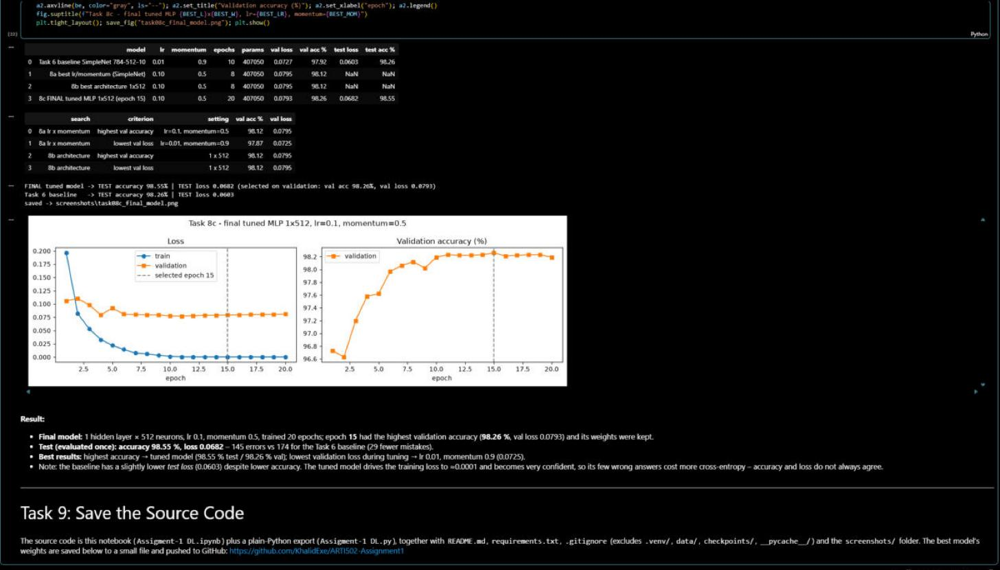 a2.axvline(be, color="gray", ls="--"); a2.set_title("Validation accuracy (%)"); a2.set_xlabel("epoch"); a2.legend()
fig.suptitle(f"Task 8c - final tuned MLP {BEST_L}x{BEST_W}, lr={BEST_LR}, momentum={BEST_MOM}")
plt.tight_layout(); save_fig("task08c_final_model.png"); plt.show()
[22]
Python
model lr momentum epochs params val loss val acc % test loss test acc %
0 Task 6 baseline SimpleNet 784-512-10 0.01 0.9 10 407050 0.0727 97.92 0.0603 98.26
1 8a best lr/momentum (SimpleNet) 0.10 0.5 8 407050 0.0795 98.12 NaN NaN
2 8b best architecture 1x512 0.10 0.5 8 407050 0.0795 98.12 NaN NaN
3 8c FINAL tuned MLP 1x512 (epoch 15) 0.10 0.5 20 407050 0.0793 98.26 0.0682 98.55
search criterion setting val acc % val loss
0 8a lr x momentum highest val accuracy lr=0.1, momentum=0.5 98.12 0.0795
1 8a lr x momentum lowest val loss lr=0.01, momentum=0.9 97.87 0.0725
2 8b architecture highest val accuracy 1 x 512 98.12 0.0795
3 8b architecture lowest val loss 1 x 512 98.12 0.0795
FINAL tuned model -> TEST accuracy 98.55% | TEST loss 0.0682 (selected on validation: val acc 98.26%, val loss 0.0793)
Task 6 baseline -> TEST accuracy 98.26% | TEST loss 0.0603
saved -> screenshots\task08c_final_model.png
Task 8c - final tuned MLP 1x512, lr=0.1, momentum=0.5
Loss
0.200
0.175
0.150
0.125
0.100
0.075
0.050
0.025
0.000
train
validation
selected epoch 15
2.5 5.0 7.5 10.0 12.5 15.0 17.5 20.0
epoch
Validation accuracy (%)
98.2
98.0
97.8
97.6
97.4
97.2
97.0
96.8
96.6
validation
2.5 5.0 7.5 10.0 12.5 15.0 17.5 20.0
epoch
Result:
• Final model: 1 hidden layer × 512 neurons, lr 0.1, momentum 0.5, trained 20 epochs; epoch 15 had the highest validation accuracy (98.26 %, val loss 0.0793) and its weights were kept.
• Test (evaluated once): accuracy 98.55 %, loss 0.0682 – 145 errors vs 174 for the Task 6 baseline (29 fewer mistakes).
• Best results: highest accuracy → tuned model (98.55 % test / 98.26 % val); lowest validation loss during tuning → lr 0.01, momentum 0.9 (0.0725).
• Note: the baseline has a slightly lower test loss (0.0603) despite lower accuracy. The tuned model drives the training loss to ≈0.0001 and becomes very confident, so its few wrong answers cost more cross-entropy – accuracy and loss do not always agree.
Task 9: Save the Source Code
The source code is this notebook (Assigment-1 DL.ipynb) plus a plain-Python export (Assigment-1 DL.py), together with README.md, requirements.txt, .gitignore (excludes .venv/, data/, checkpoints/, __pycache__/) and the screenshots/ folder. The best model's
weights are saved below to a small file and pushed to GitHub: https://github.com/KhalidExe/ARTI502-Assignment1